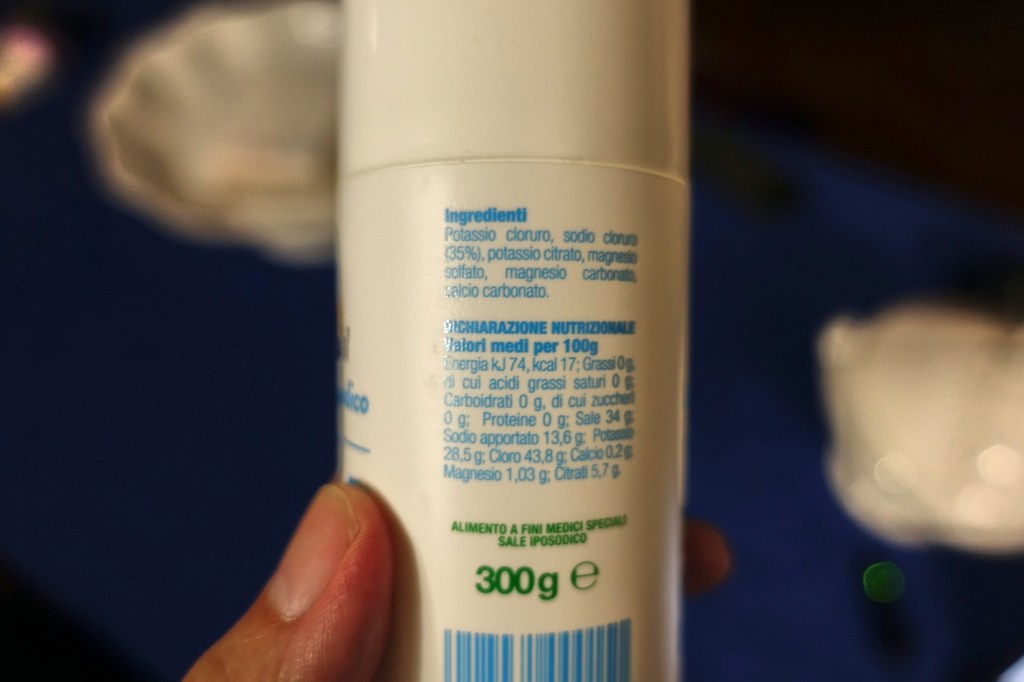 Ingredienti
Potassio cloruro, sodio cloruro
(35%), potassio citrato, magnesio
solfato, magnesio carbonato,
calcio carbonato.
DICHIARAZIONE NUTRIZIONALE
Valori medi per 100g
Energia kJ 74, kcal 17; Grassi 0 g,
di cui acidi grassi saturi 0 g;
Carboidrati 0 g, di cui zuccheri
0 g; Proteine 0 g; Sale 34 g;
Sodio apportato 13,6 g; Potassio
28,5 g; Cloro 43,8 g; Calcio 0,2 g;
Magnesio 1,03 g; Citrati 5,7 g.
ALIMENTO A FINI MEDICI SPECIALI
SALE IPOSODICO
300 g ℮